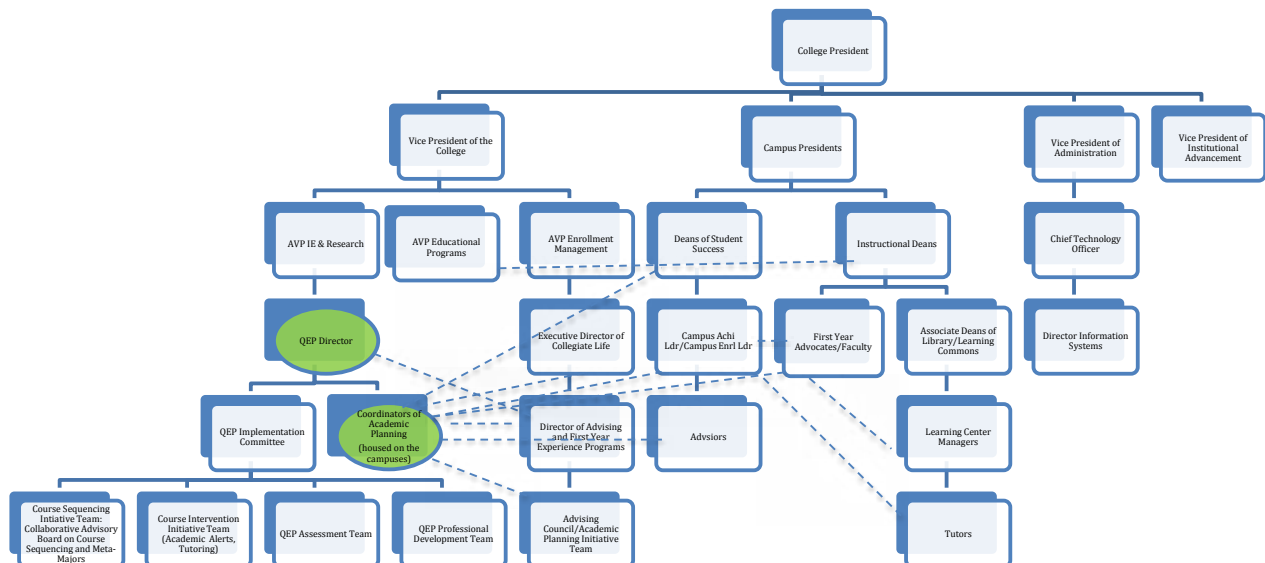 College President
Vice President of the
College
Campus Presidents
Vice President of
Administration
Vice President of
Institutional
Advancement
AVP IE & Research
AVP Educational
Programs
AVP Enrollment
Management
Deans of Student
Success
Instructional Deans
Chief Technology
Officer
QEP Director
Executive Director of
Collegiate Life
Campus Achi
Ldr/Campus Enrl Ldr
First Year
Advocates/Faculty
Associate Deans of
Library/Learning
Commons
Director Information
Systems
QEP Implementation
Committee
Coordinators of
Academic
Planning
(housed on the
campuses)
Director of Advising
and First Year
Experience Programs
Advsiors
Learning Center
Managers
Course Sequencing
Intiative Team:
Collaborative Advisory
Board on Course
Sequencing and Meta-
Majors
Course Intervention
Initiative Team
(Academic Alerts,
Tutoring)
QEP Assessment Team
QEP Professional
Development Team
Advising
Council/Academic
Planning Initiative
Team
Tutors